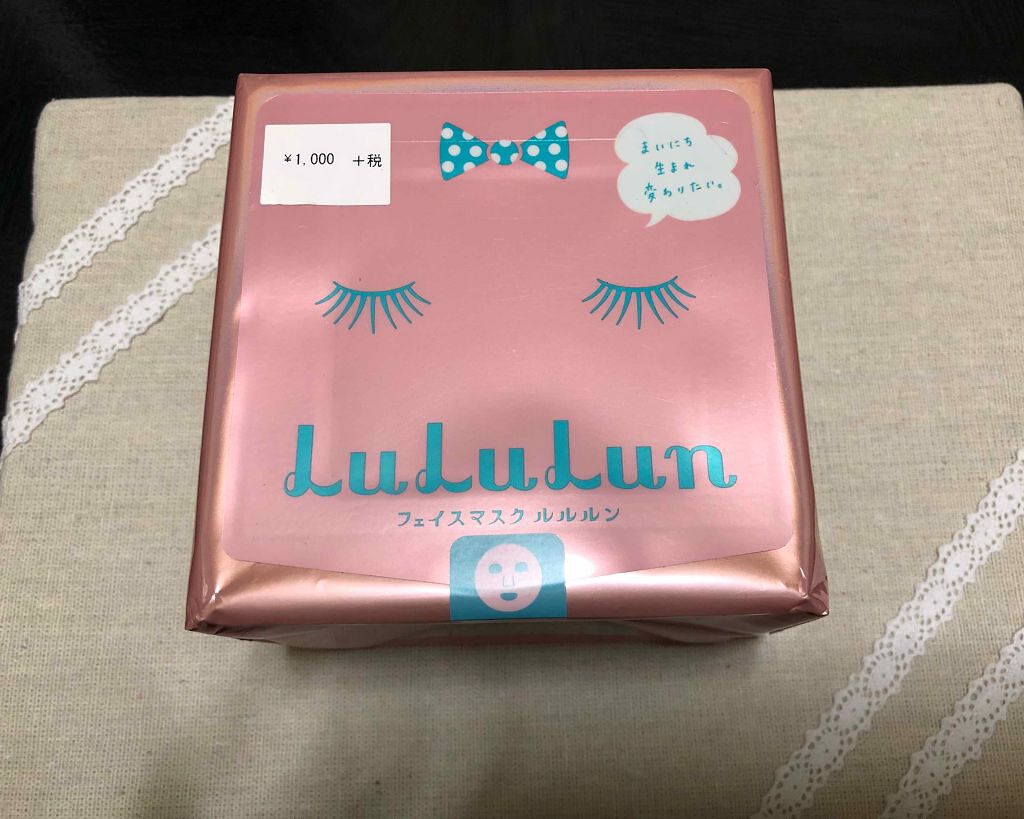 ¥1,000 +税
まいにち
生まれ
変わりたい。
LuLuLun
フェイスマスク ルルルン